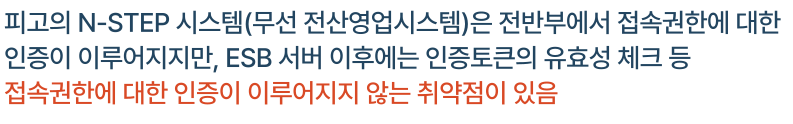 피고의 N-STEP 시스템(무선 전산영업시스템)은 전반부에서 접속권한에 대한
인증이 이루어지지만, ESB 서버 이후에는 인증토큰의 유효성 체크 등
접속권한에 대한 인증이 이루어지지 않는 취약점이 있음